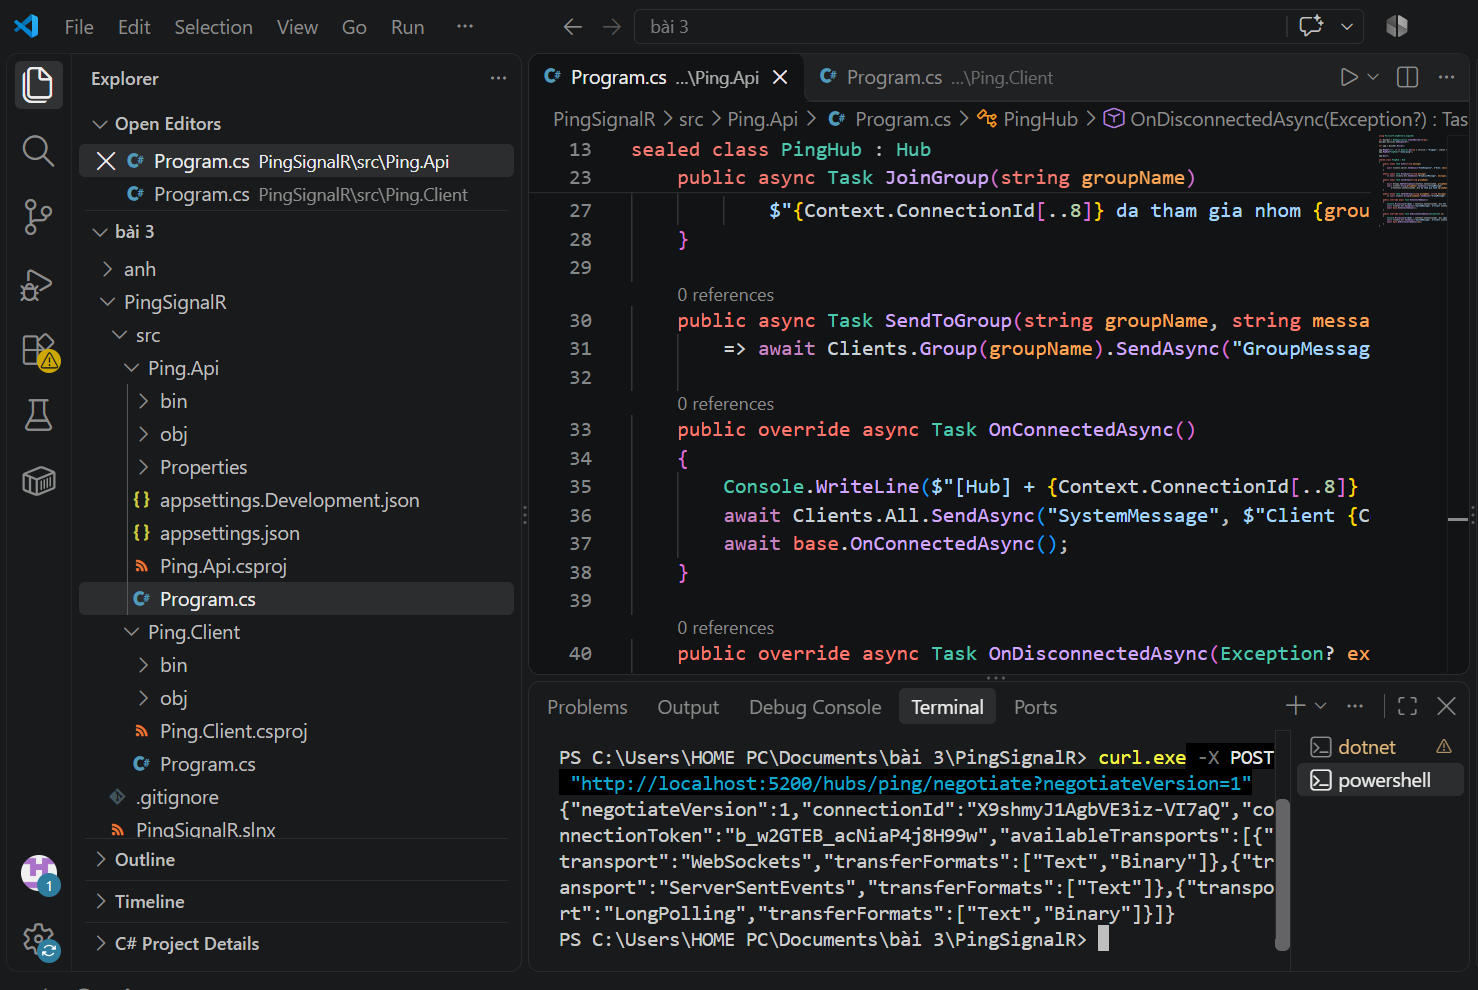 File Edit Selection View Go Run ··· bài 3
Explorer ···
Open Editors
Program.cs PingSignalR\src\Ping.Api
Program.cs PingSignalR\src\Ping.Client
bài 3
anh
PingSignalR
src
Ping.Api
bin
obj
Properties
{} appsettings.Development.json
{} appsettings.json
Ping.Api.csproj
Program.cs
Ping.Client
bin
obj
Ping.Client.csproj
Program.cs
.gitignore
PingSignalR.slnx
Outline
Timeline
C# Project Details
1
Program.cs ...\Ping.Api
Program.cs ...\Ping.Client
PingSignalR > src > Ping.Api > Program.cs > PingHub > OnDisconnectedAsync(Exception?) : Tas
13 sealed class PingHub : Hub
23 public async Task JoinGroup(string groupName)
27 $"{Context.ConnectionId[..8]} da tham gia nhom {grou
28 }
29
0 references
30 public async Task SendToGroup(string groupName, string messa
31 => await Clients.Group(groupName).SendAsync("GroupMessag
32
0 references
33 public override async Task OnConnectedAsync()
34 {
35 Console.WriteLine($"[Hub] + {Context.ConnectionId[..8]}
36 await Clients.All.SendAsync("SystemMessage", $"Client {C
37 await base.OnConnectedAsync();
38 }
39
0 references
40 public override async Task OnDisconnectedAsync(Exception? ex
Problems Output Debug Console Terminal Ports
PS C:\Users\HOME PC\Documents\bài 3\PingSignalR> curl.exe -X POST
"http://localhost:5200/hubs/ping/negotiate?negotiateVersion=1"
{"negotiateVersion":1,"connectionId":"X9shmyJ1AgbVE3iz-VI7aQ","co
nnectionToken":"b_w2GTEB_acNiaP4j8H99w","availableTransports":[{"
transport":"WebSockets","transferFormats":["Text","Binary"]},{"tr
ansport":"ServerSentEvents","transferFormats":["Text"]},{"transpo
rt":"LongPolling","transferFormats":["Text","Binary"]}]}
PS C:\Users\HOME PC\Documents\bài 3\PingSignalR>
dotnet
powershell